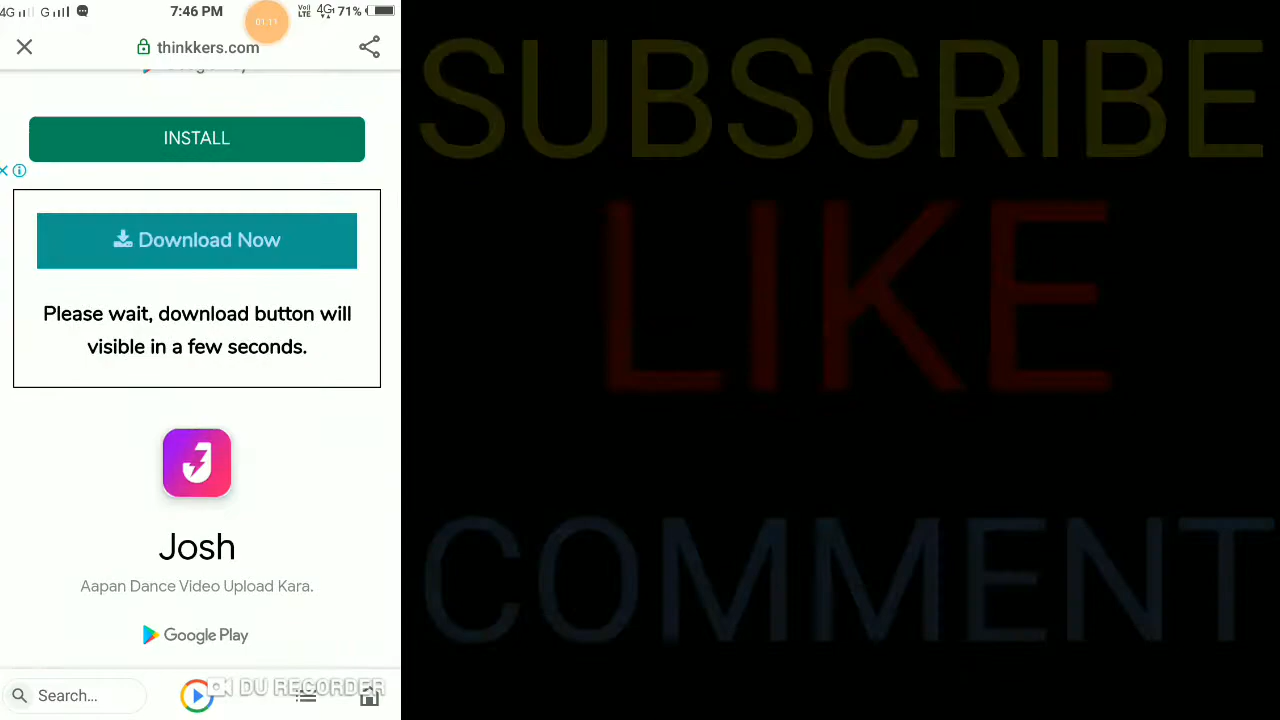 4G G 7:46 PM 01:11 VoLTE 4G 71%
thinkkers.com
INSTALL
Download Now
Please wait, download button will
visible in a few seconds.
Josh
Aapan Dance Video Upload Kara.
Google Play
Search...
DU RECORDER
SUBSCRIBE
LIKE
COMMENT